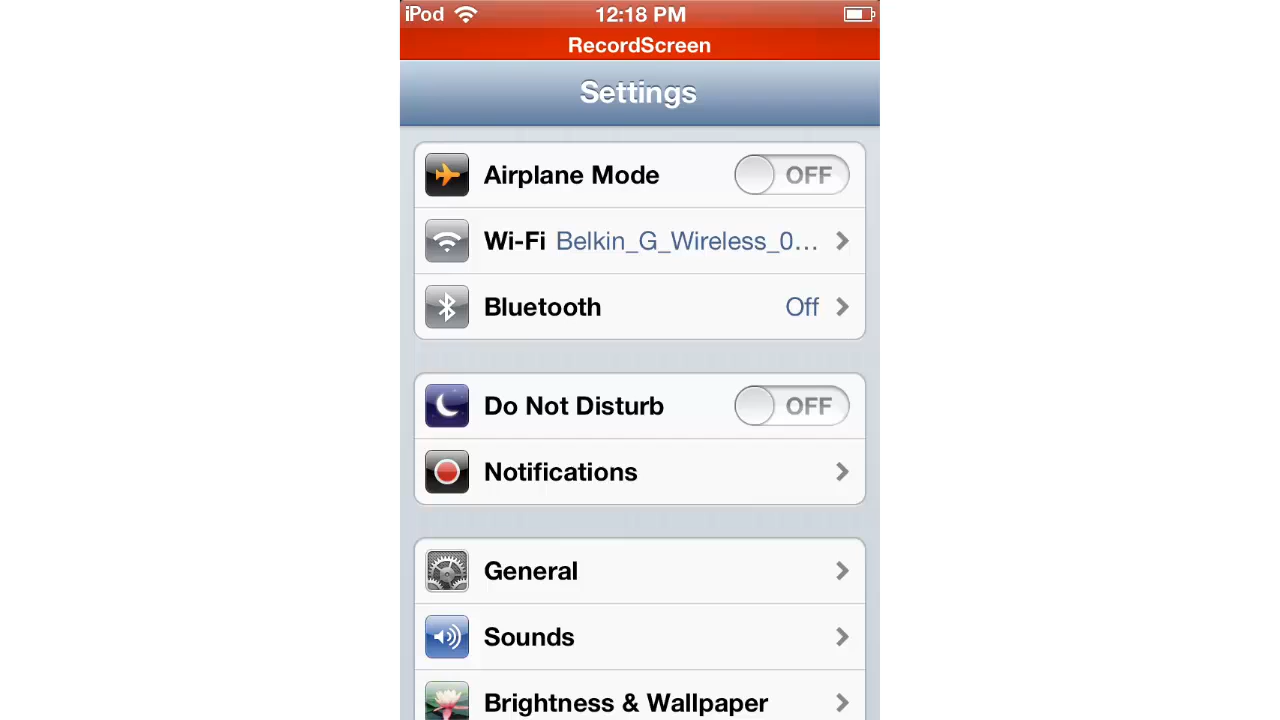 iPod 12:18 PM
RecordScreen
Settings
Airplane Mode OFF
Wi-Fi Belkin_G_Wireless_0...
Bluetooth Off
Do Not Disturb OFF
Notifications
General
Sounds
Brightness & Wallpaper